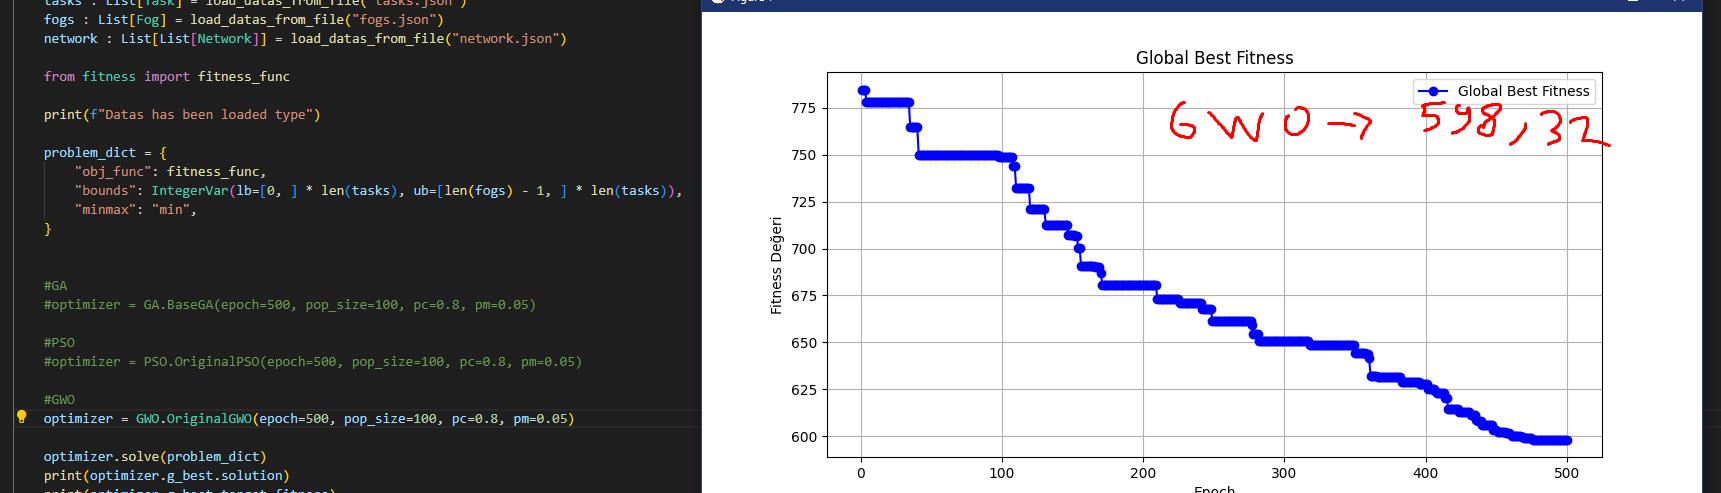 tasks : List[Task] = load_datas_from_file("tasks.json")
fogs : List[Fog] = load_datas_from_file("fogs.json")
network : List[List[Network]] = load_datas_from_file("network.json")
from fitness import fitness_func
print(f"Datas has been loaded type")
problem_dict = {
"obj_func": fitness_func,
"bounds": IntegerVar(lb=[0, ] * len(tasks), ub=[len(fogs) - 1, ] * len(tasks)),
"minmax": "min",
}
#GA
#optimizer = GA.BaseGA(epoch=500, pop_size=100, pc=0.8, pm=0.05)
#PSO
#optimizer = PSO.OriginalPSO(epoch=500, pop_size=100, pc=0.8, pm=0.05)
#GWO
optimizer = GWO.OriginalGWO(epoch=500, pop_size=100, pc=0.8, pm=0.05)
optimizer.solve(problem_dict)
print(optimizer.g_best.solution)
print(optimizer.g_best.target.fitness)
Global Best Fitness
Global Best Fitness
GWO → 598,32
Fitness Değeri
775
750
725
700
675
650
625
600
0 100 200 300 400 500
Epoch